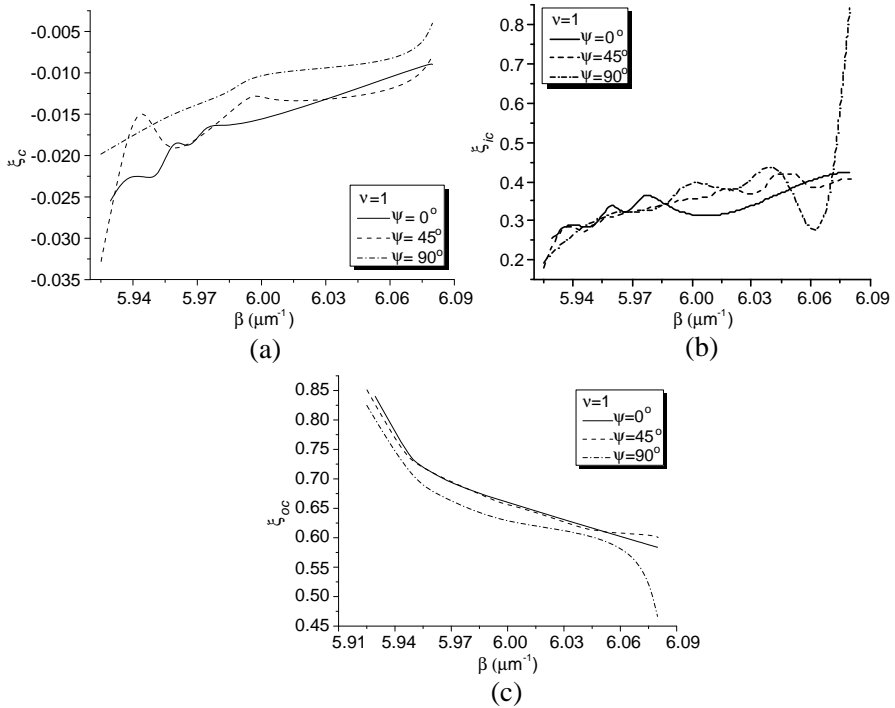 -0.005
-0.010
-0.015
-0.020
-0.025
-0.030
-0.035
ξc
ν=1
ψ= 0°
ψ= 45°
ψ= 90°
5.94 5.97 6.00 6.03 6.06 6.09
β (μm-1)
(a)
0.8
0.7
0.6
0.5
0.4
0.3
0.2
ξic
ν=1
ψ=0°
ψ=45°
ψ=90°
5.94 5.97 6.00 6.03 6.06 6.09
β (μm-1)
(b)
0.85
0.80
0.75
0.70
0.65
0.60
0.55
0.50
0.45
ξoc
ν=1
ψ=0°
ψ=45°
ψ=90°
5.91 5.94 5.97 6.00 6.03 6.06 6.09
β (μm-1)
(c)